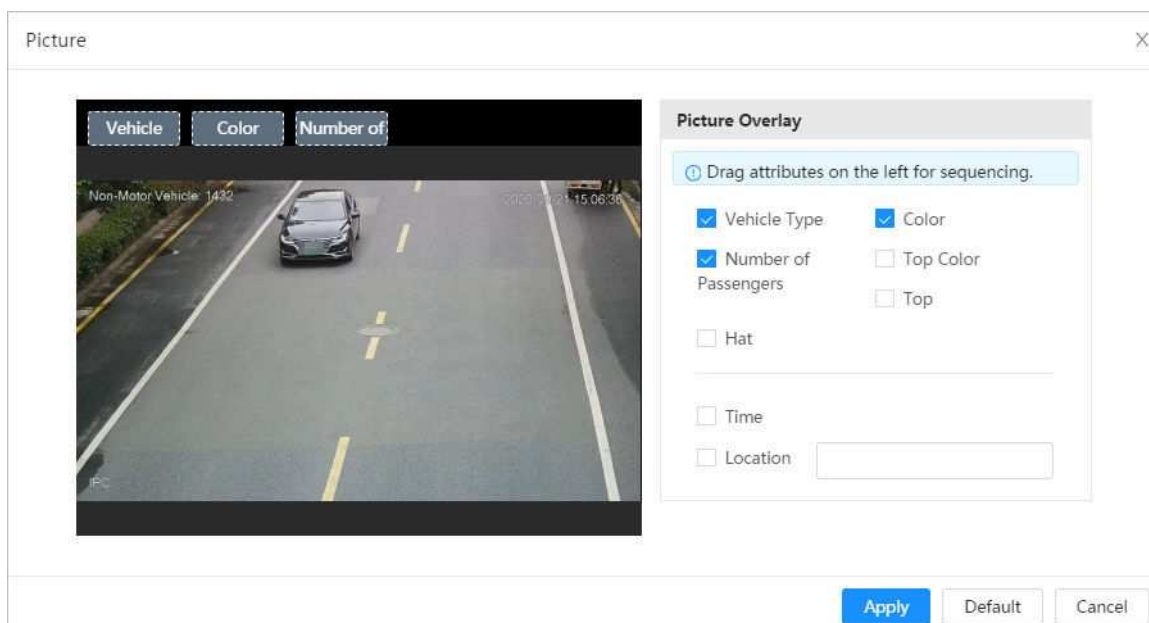 Picture
X
Vehicle
Color
Number of
Non-Motor Vehicle: 1432
15:06:36
IPC
Picture Overlay
Drag attributes on the left for sequencing.
Vehicle Type
Color
Number of
Passengers
Top Color
Top
Hat
Time
Location
Apply
Default
Cancel